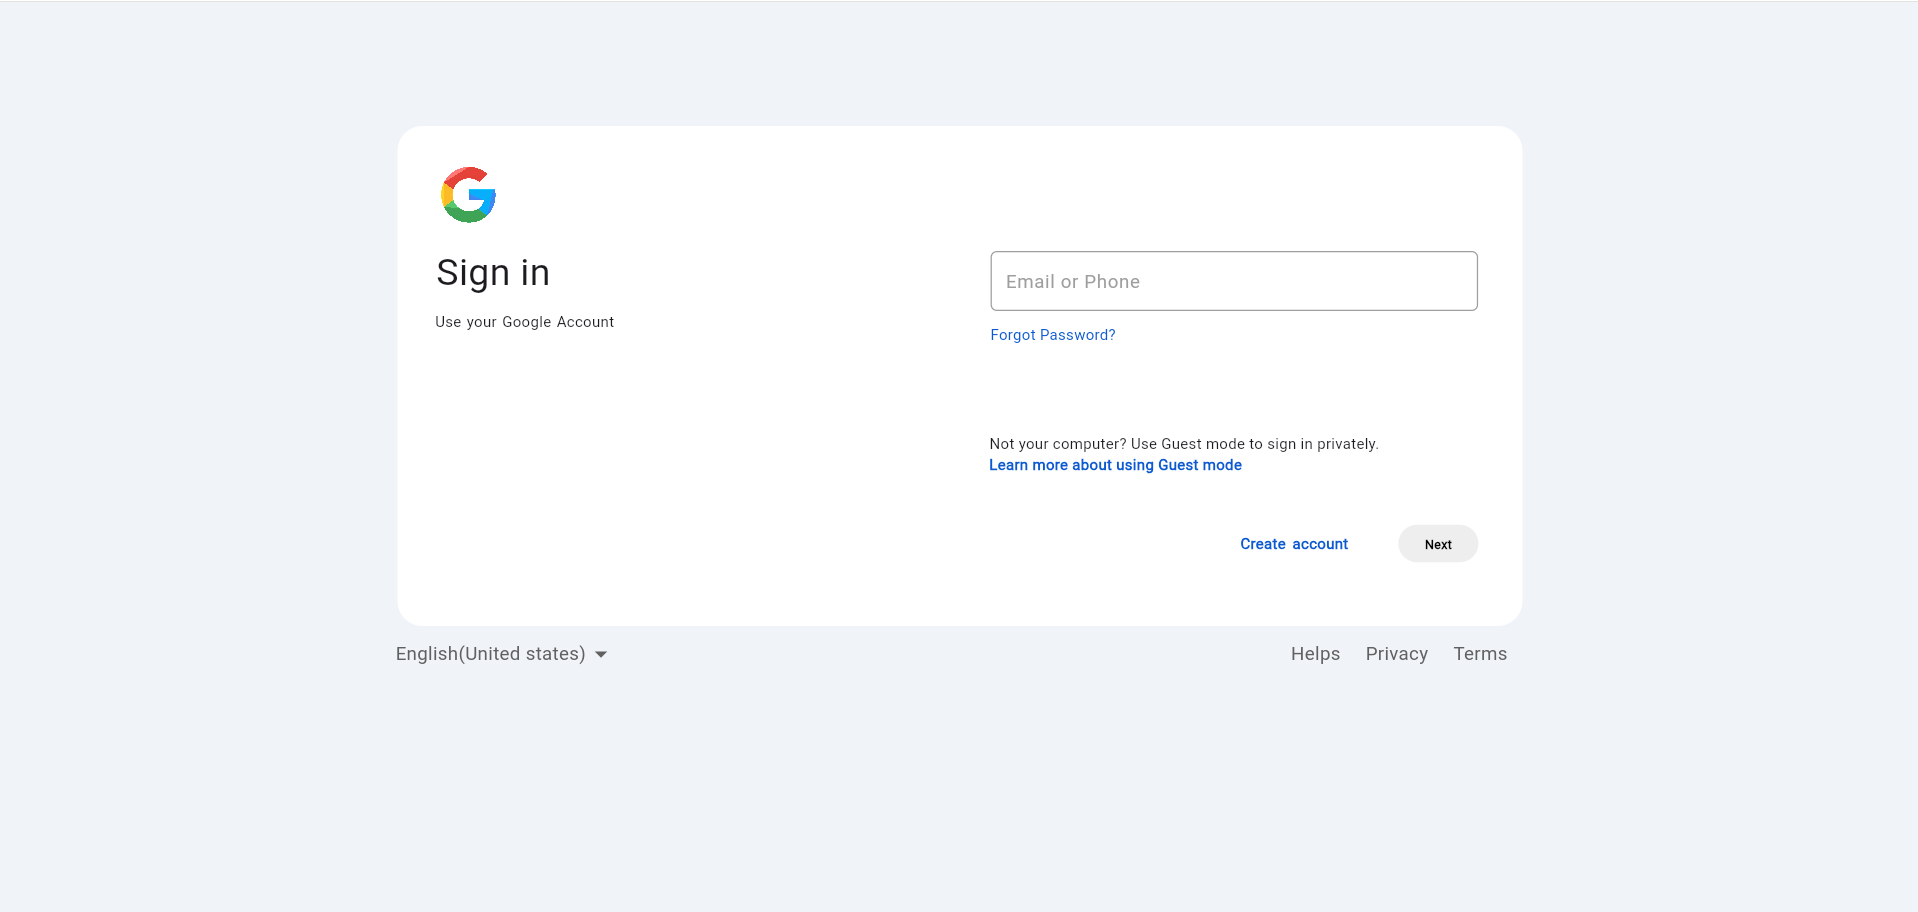 Sign in
Use your Google Account
Email or Phone
Forgot Password?
Not your computer? Use Guest mode to sign in privately.
Learn more about using Guest mode
Create account
Next
English(United states)
Helps
Privacy
Terms